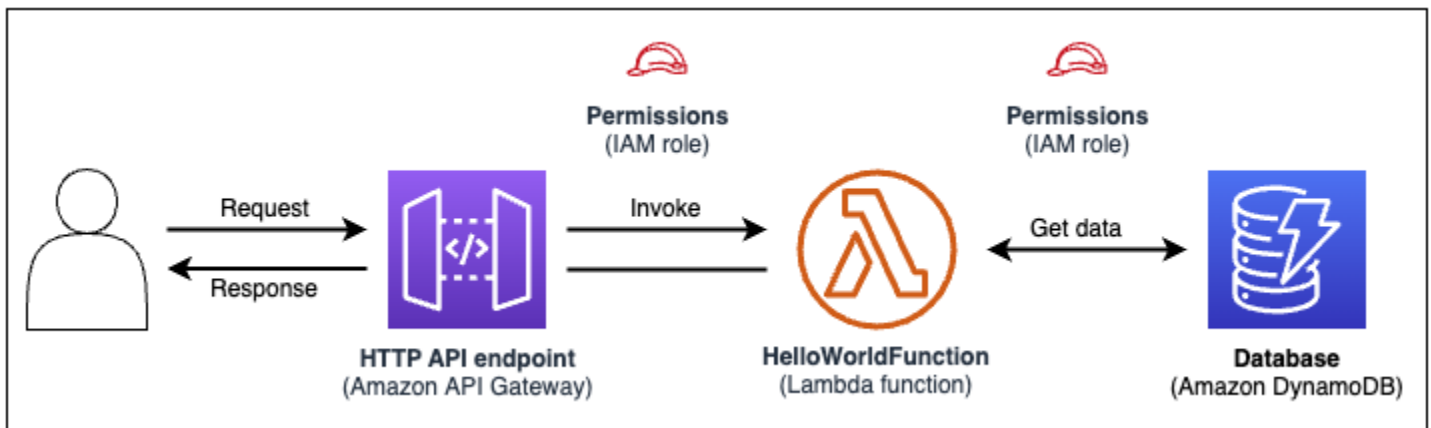 Permissions
(IAM role)
Permissions
(IAM role)
Request
Response
</>
Invoke
Get data
HTTP API endpoint
(Amazon API Gateway)
HelloWorldFunction
(Lambda function)
Database
(Amazon DynamoDB)